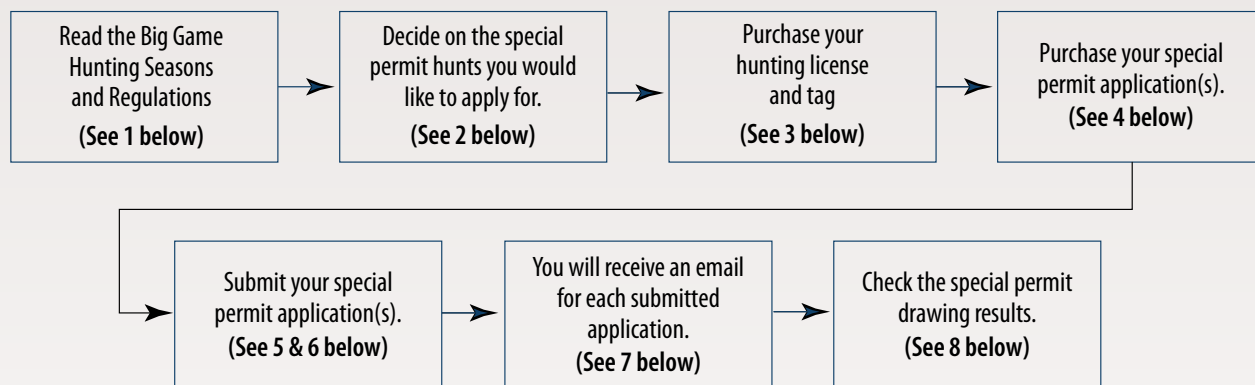 Read the Big Game
Hunting Seasons
and Regulations
(See 1 below)
Decide on the special
permit hunts you would
like to apply for.
(See 2 below)
Purchase your
hunting license
and tag
(See 3 below)
Purchase your special
permit application(s).
(See 4 below)
Submit your special
permit application(s).
(See 5 & 6 below)
You will receive an email
for each submitted
application.
(See 7 below)
Check the special permit
drawing results.
(See 8 below)